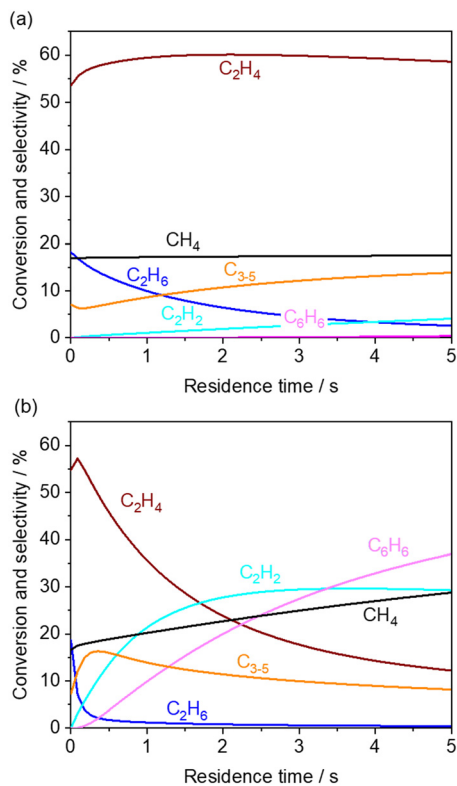 (a)
Conversion and selectivity / %
60
50
40
30
20
10
0
C₂H₄
CH₄
C₂H₆
C₃₋₅
C₂H₂
C₆H₆
0 1 2 3 4 5
Residence time / s
(b)
Conversion and selectivity / %
60
50
40
30
20
10
0
C₂H₄
C₆H₆
C₂H₂
CH₄
C₃₋₅
C₂H₆
0 1 2 3 4 5
Residence time / s